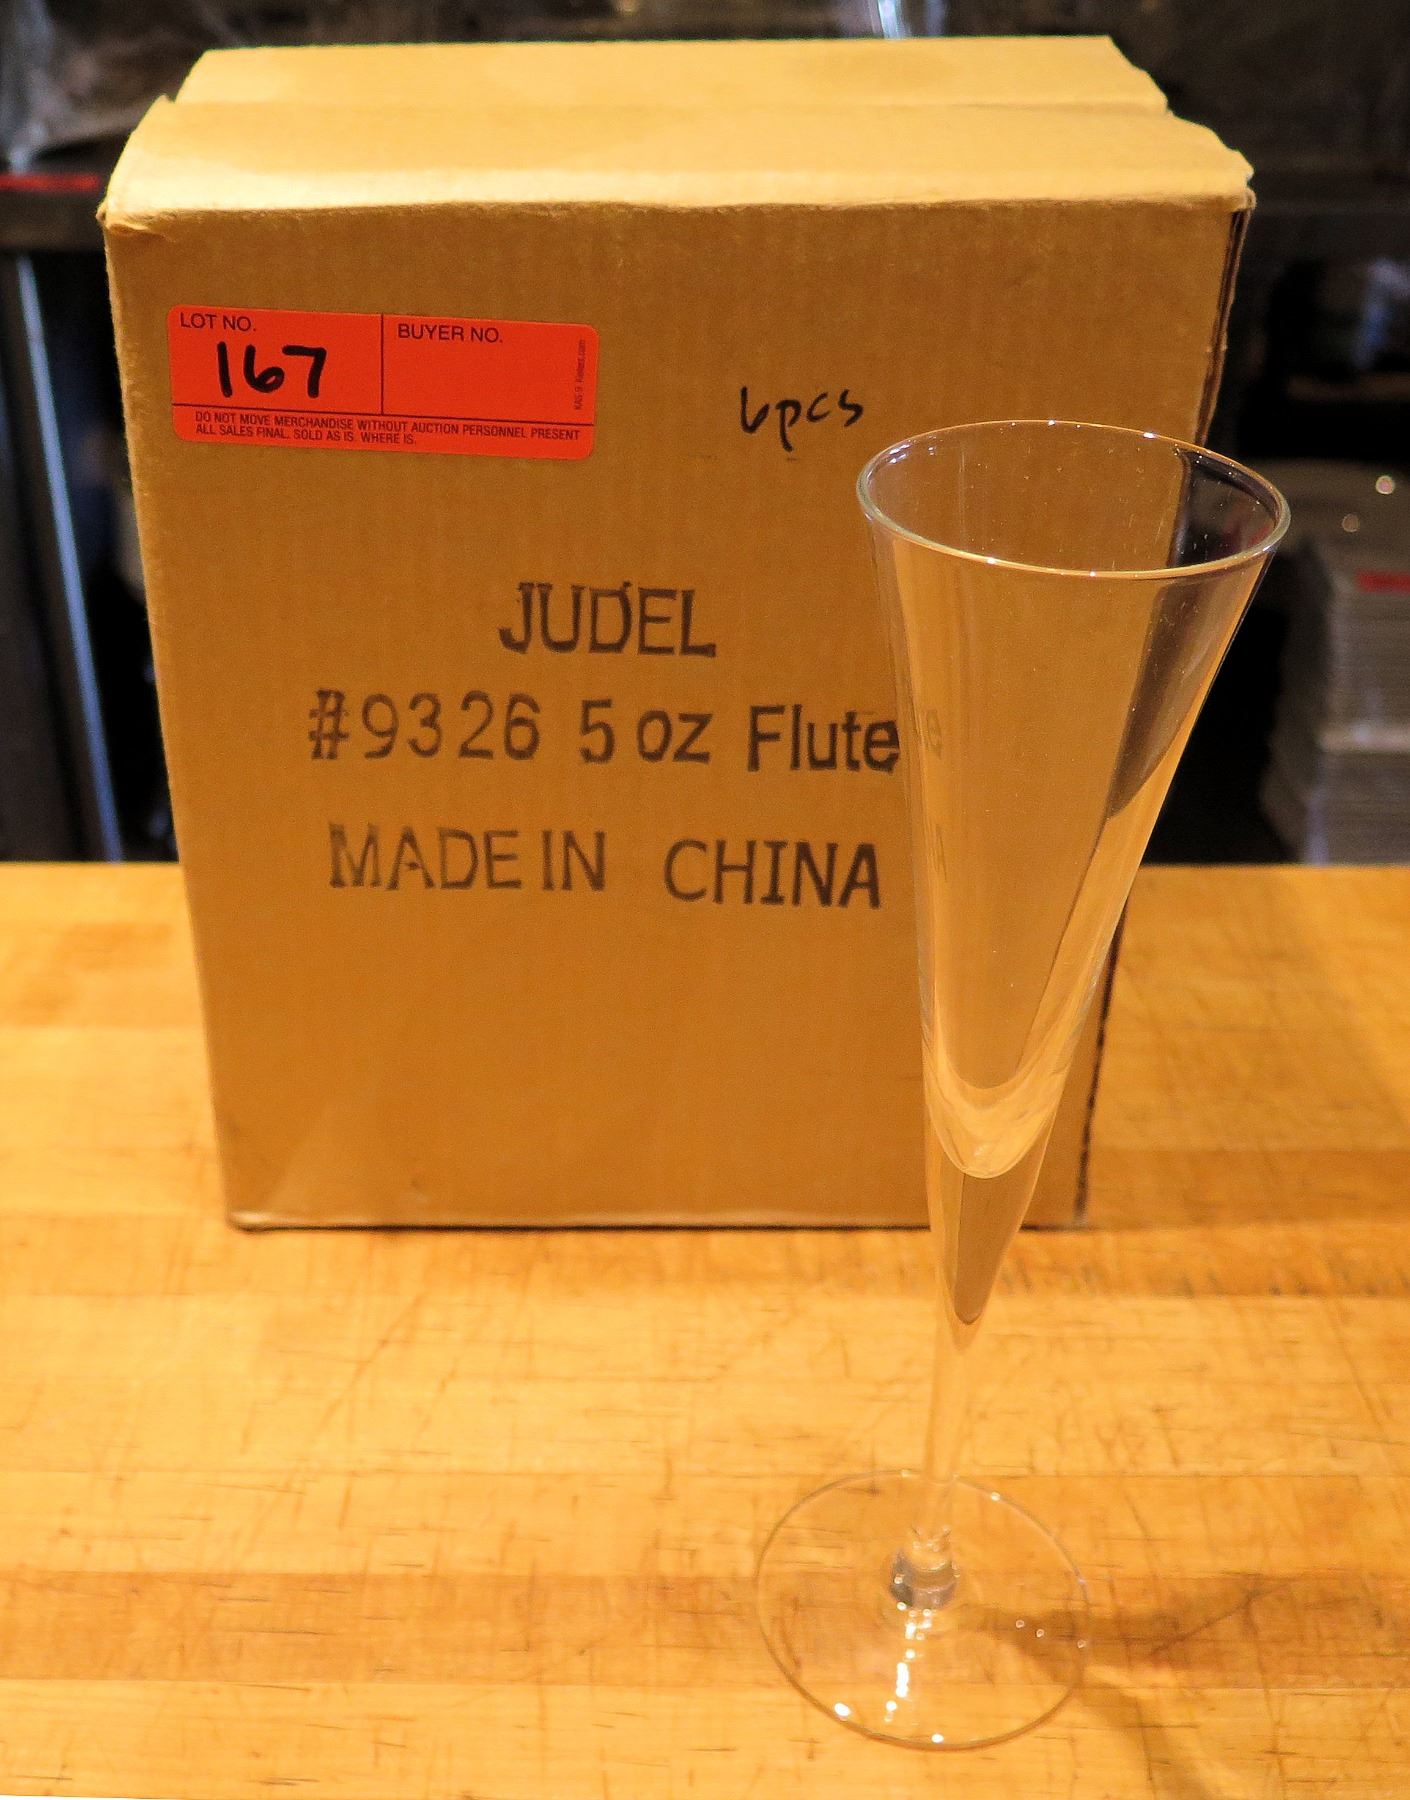 LOT NO.
167
BUYER NO.
DO NOT MOVE MERCHANDISE WITHOUT AUCTION PERSONNEL PRESENT
ALL SALES FINAL. SOLD AS IS. WHERE IS.
6pcs
JUDEL
#9326 5 oz Flute
MADE IN CHINA